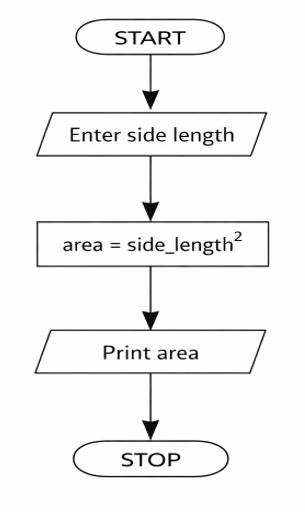 START
Enter side length
area = side_length²
Print area
STOP